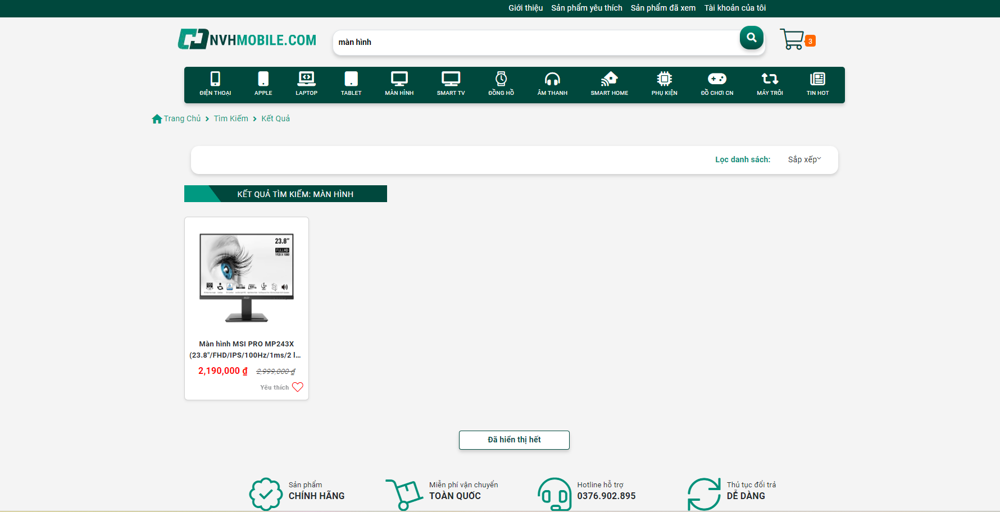 Giới thiệu Sản phẩm yêu thích Sản phẩm đã xem Tài khoản của tôi
NVHMOBILE.COM
màn hình
3
ĐIỆN THOẠI APPLE LAPTOP TABLET MÀN HÌNH SMART TV ĐỒNG HỒ ÂM THANH SMART HOME PHỤ KIỆN ĐỒ CHƠI CN MÁY TRÔI TIN HOT
Trang Chủ Tìm Kiếm Kết Quả
Lọc danh sách: Sắp xếp
KẾT QUẢ TÌM KIẾM: MÀN HÌNH
23.8"
FULL HD
1920 X 1080
Màn hình MSI PRO MP243X
(23.8"/FHD/IPS/100Hz/1ms/2 l...
2,190,000 ₫ 2,999,000 ₫
Yêu thích
Đã hiển thị hết
Sản phẩm
CHÍNH HÃNG
Miễn phí vận chuyển
TOÀN QUỐC
Hotline hỗ trợ
0376.902.895
Thủ tục đổi trả
DỄ DÀNG